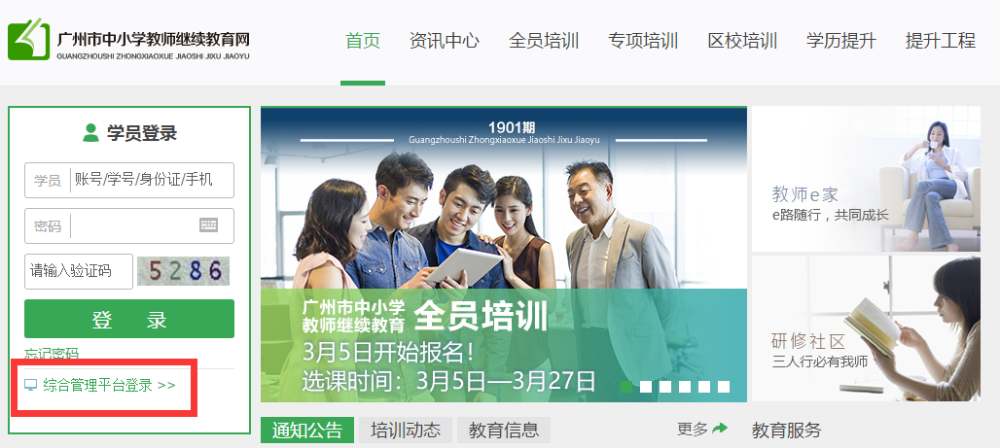 广州市中小学教师继续教育网
GUANGZHOUSHI ZHONGXIAOXUE JIAOSHI JIXU JIAOYU
首页 资讯中心 全员培训 专项培训 区校培训 学历提升 提升工程
学员登录
学员 账号/学号/身份证/手机
密码
请输入验证码 5286
登 录
忘记密码
综合管理平台登录 >>
1901期
Guangzhoushi Zhongxiaoxue Jiaoshi Jixu Jiaoyu
广州市中小学
教师继续教育 全员培训
3月5日开始报名!
选课时间：3月5日—3月27日
教师e家
e路随行，共同成长
研修社区
三人行必有我师
通知公告 培训动态 教育信息 更多
教育服务